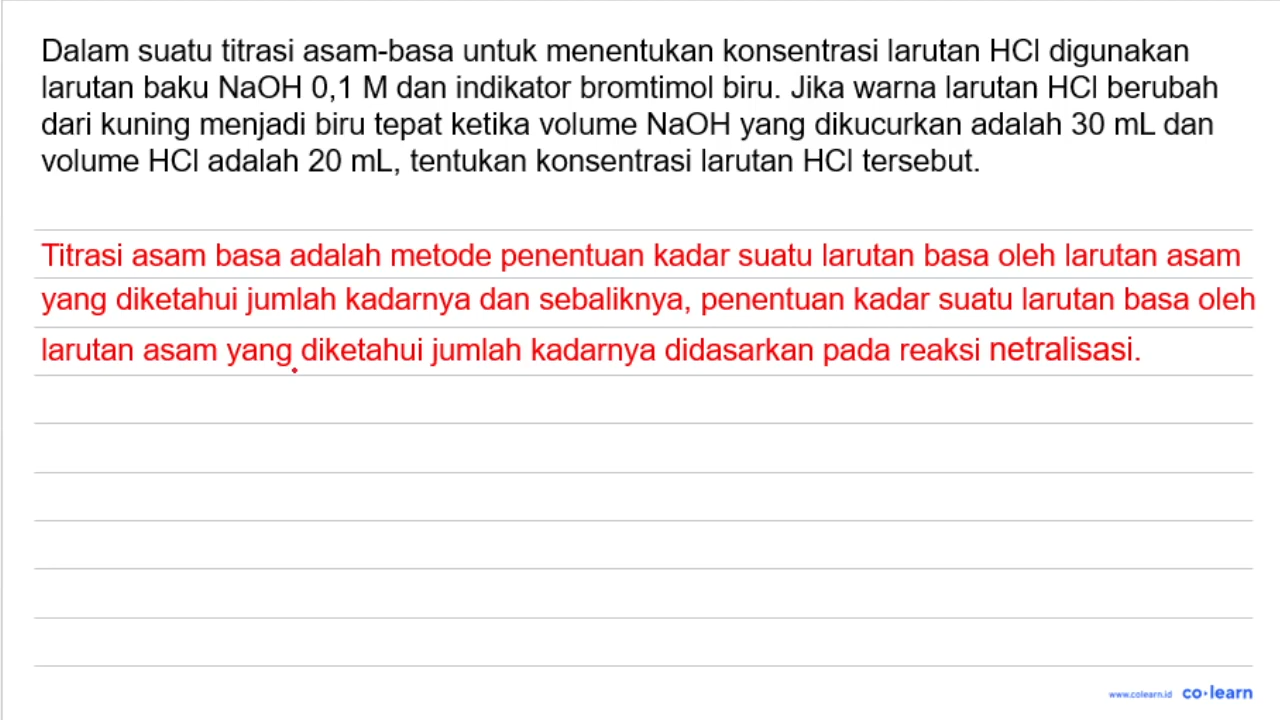 Dalam suatu titrasi asam-basa untuk menentukan konsentrasi larutan HCl digunakan
larutan baku NaOH 0,1 M dan indikator bromtimol biru. Jika warna larutan HCl berubah
dari kuning menjadi biru tepat ketika volume NaOH yang dikucurkan adalah 30 mL dan
volume HCl adalah 20 mL, tentukan konsentrasi larutan HCl tersebut.
Titrasi asam basa adalah metode penentuan kadar suatu larutan basa oleh larutan asam
yang diketahui jumlah kadarnya dan sebaliknya, penentuan kadar suatu larutan basa oleh
larutan asam yang diketahui jumlah kadarnya didasarkan pada reaksi netralisasi.
www.colearn.id co·learn